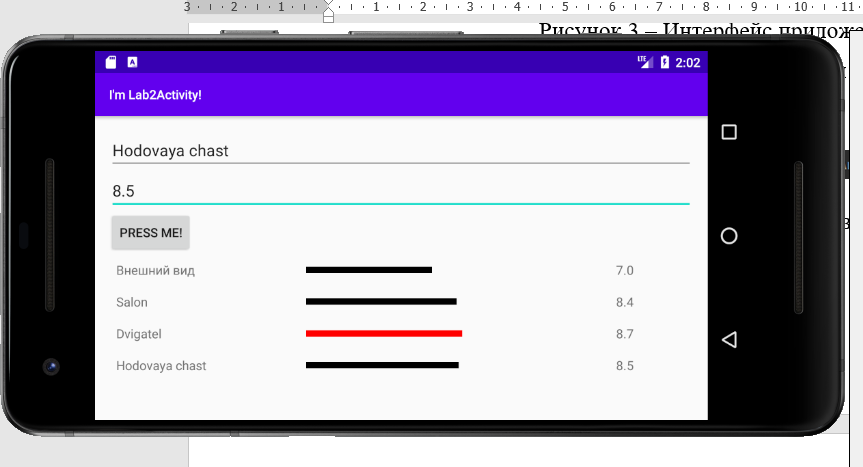 3 2 1 1 2 3 4 5 6 7 8 9 10 11
Рисунок 3 – Интерфейс приложе
LTE 2:02
I'm Lab2Activity!
Hodovaya chast
8.5
PRESS ME!
Внешний вид 7.0
Salon 8.4
Dvigatel 8.7
Hodovaya chast 8.5